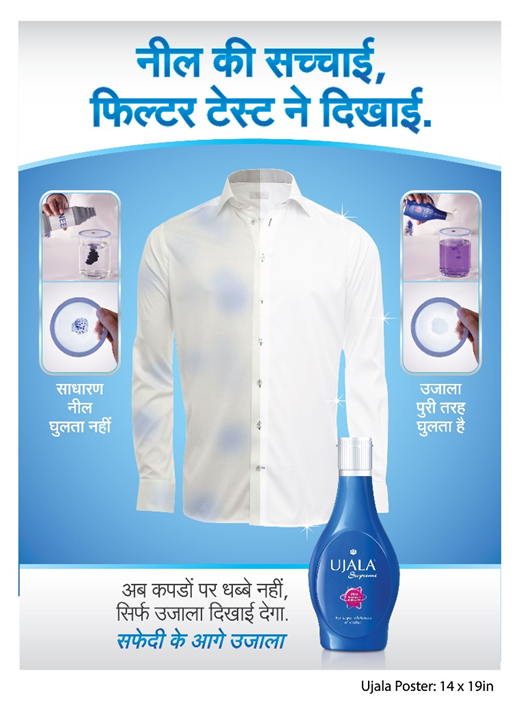 नील की सच्चाई,
फिल्टर टेस्ट ने दिखाई.
साधारण
नील
घुलता नहीं
उजाला
पुरी तरह
घुलता है
UJALA
Supreme
अब कपडों पर धब्बे नहीं,
सिर्फ उजाला दिखाई देगा.
सफेदी के आगे उजाला
Ujala Poster: 14 x 19in